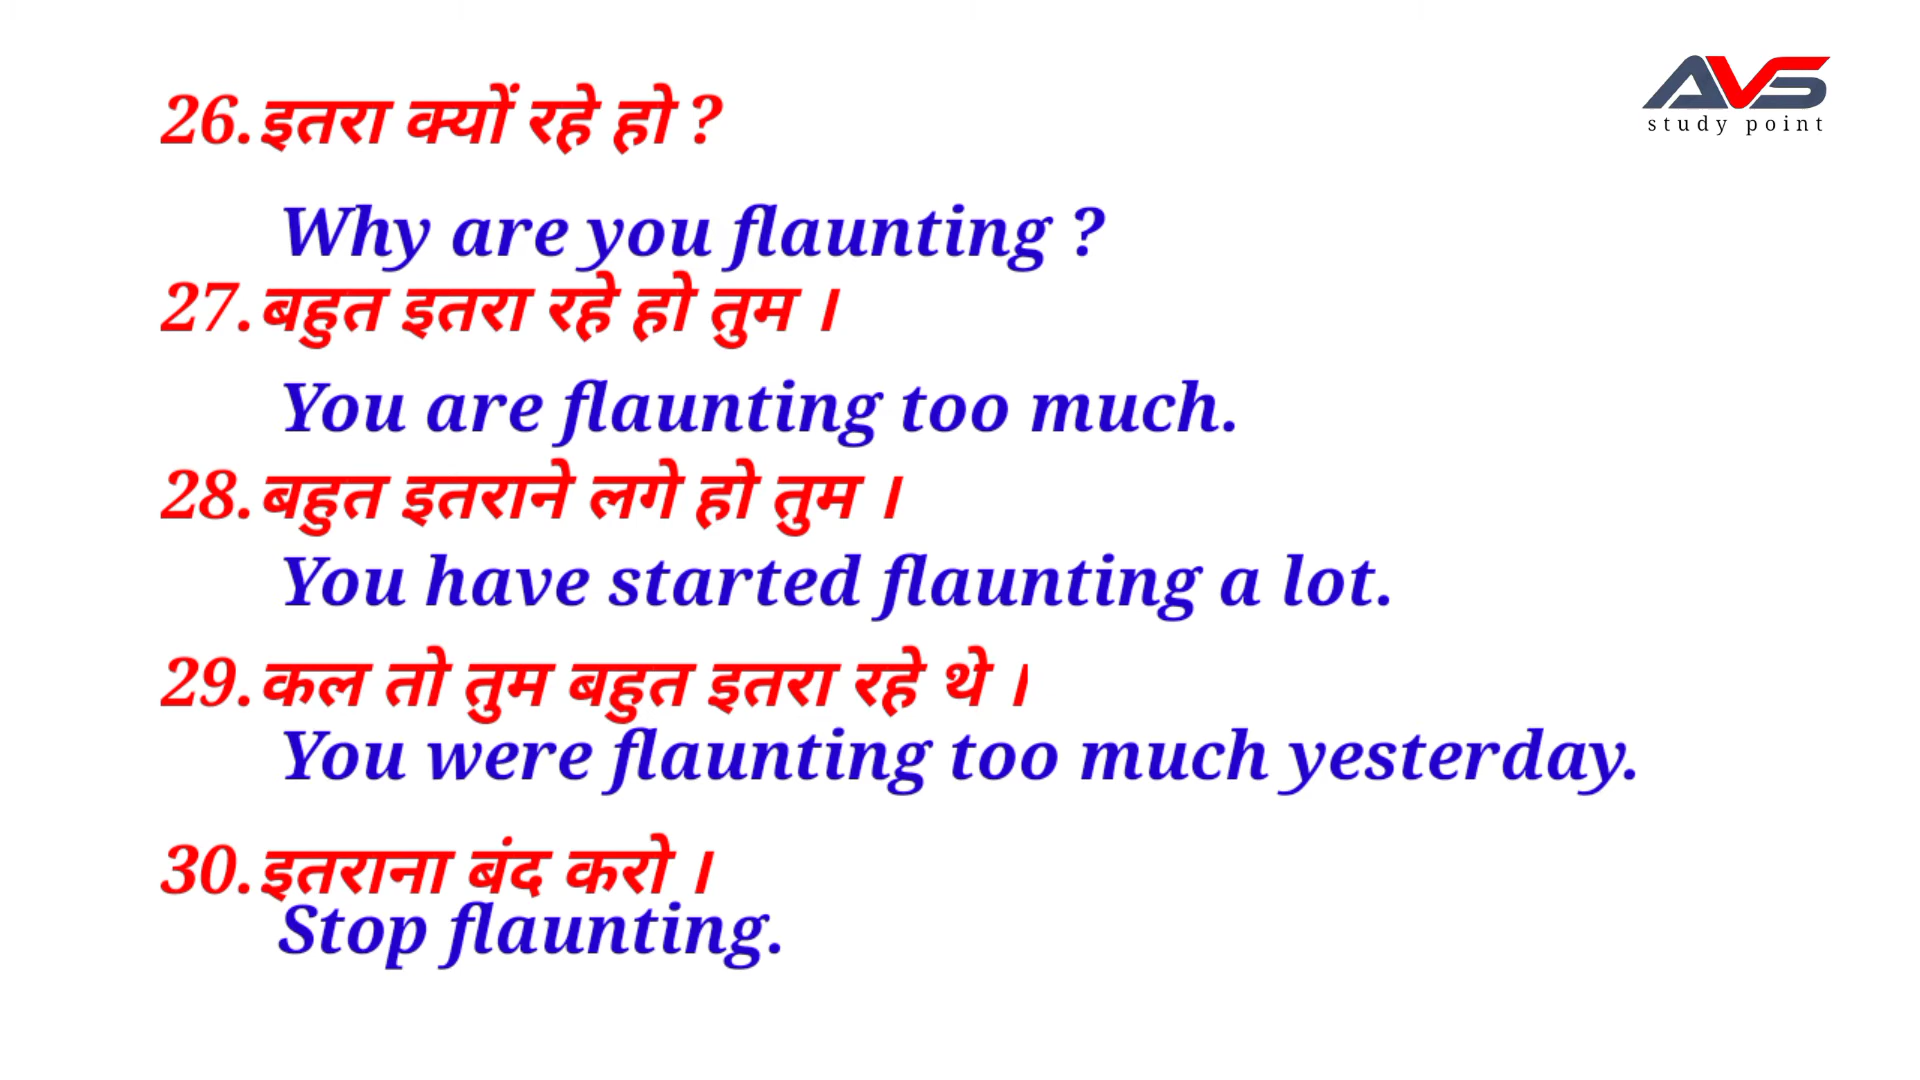 AVS
study point
26. इतरा क्यों रहे हो ?
Why are you flaunting ?
27. बहुत इतरा रहे हो तुम ।
You are flaunting too much.
28. बहुत इतराने लगे हो तुम ।
You have started flaunting a lot.
29. कल तो तुम बहुत इतरा रहे थे ।
You were flaunting too much yesterday.
30. इतराना बंद करो ।
Stop flaunting.